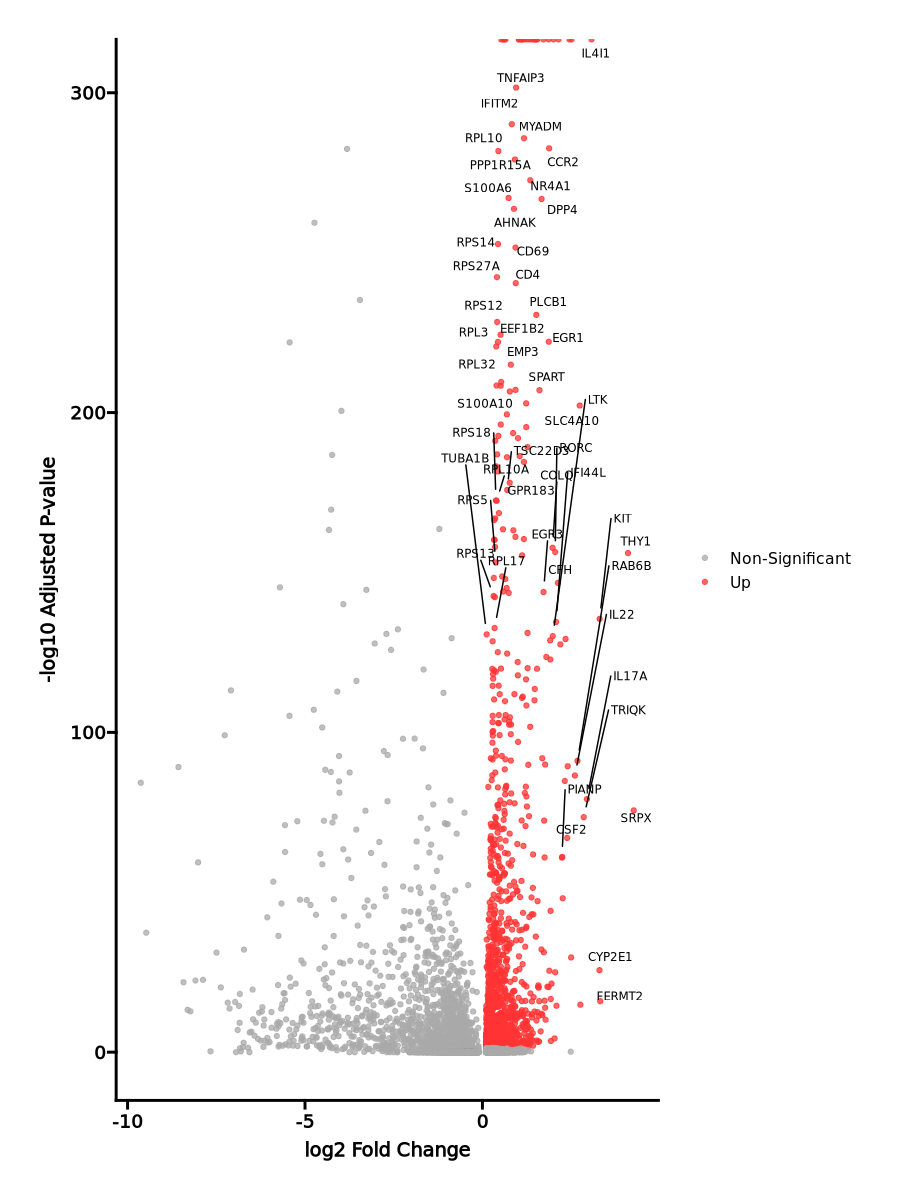 IL4I1
300
TNFAIP3
IFITM2
MYADM
RPL10
PPP1R15A
CCR2
S100A6
NR4A1
DPP4
AHNAK
RPS14
CD69
RPS27A
CD4
PLCB1
RPS12
RPL3
EEF1B2
EGR1
EMP3
RPL32
SPART
LTK
S100A10
200
SLC4A10
RPS18
TSC22D3
RORC
TUBA1B
RPL10A
COLQ
IFI44L
GPR183
RPS5
KIT
EGR3
THY1
RPS13
RPL17
CFH
RAB6B
Non-Significant
Up
IL22
IL17A
TRIQK
100
PIANP
SRPX
CSF2
CYP2E1
FERMT2
0
-10
-5
0
log2 Fold Change
-log10 Adjusted P-value